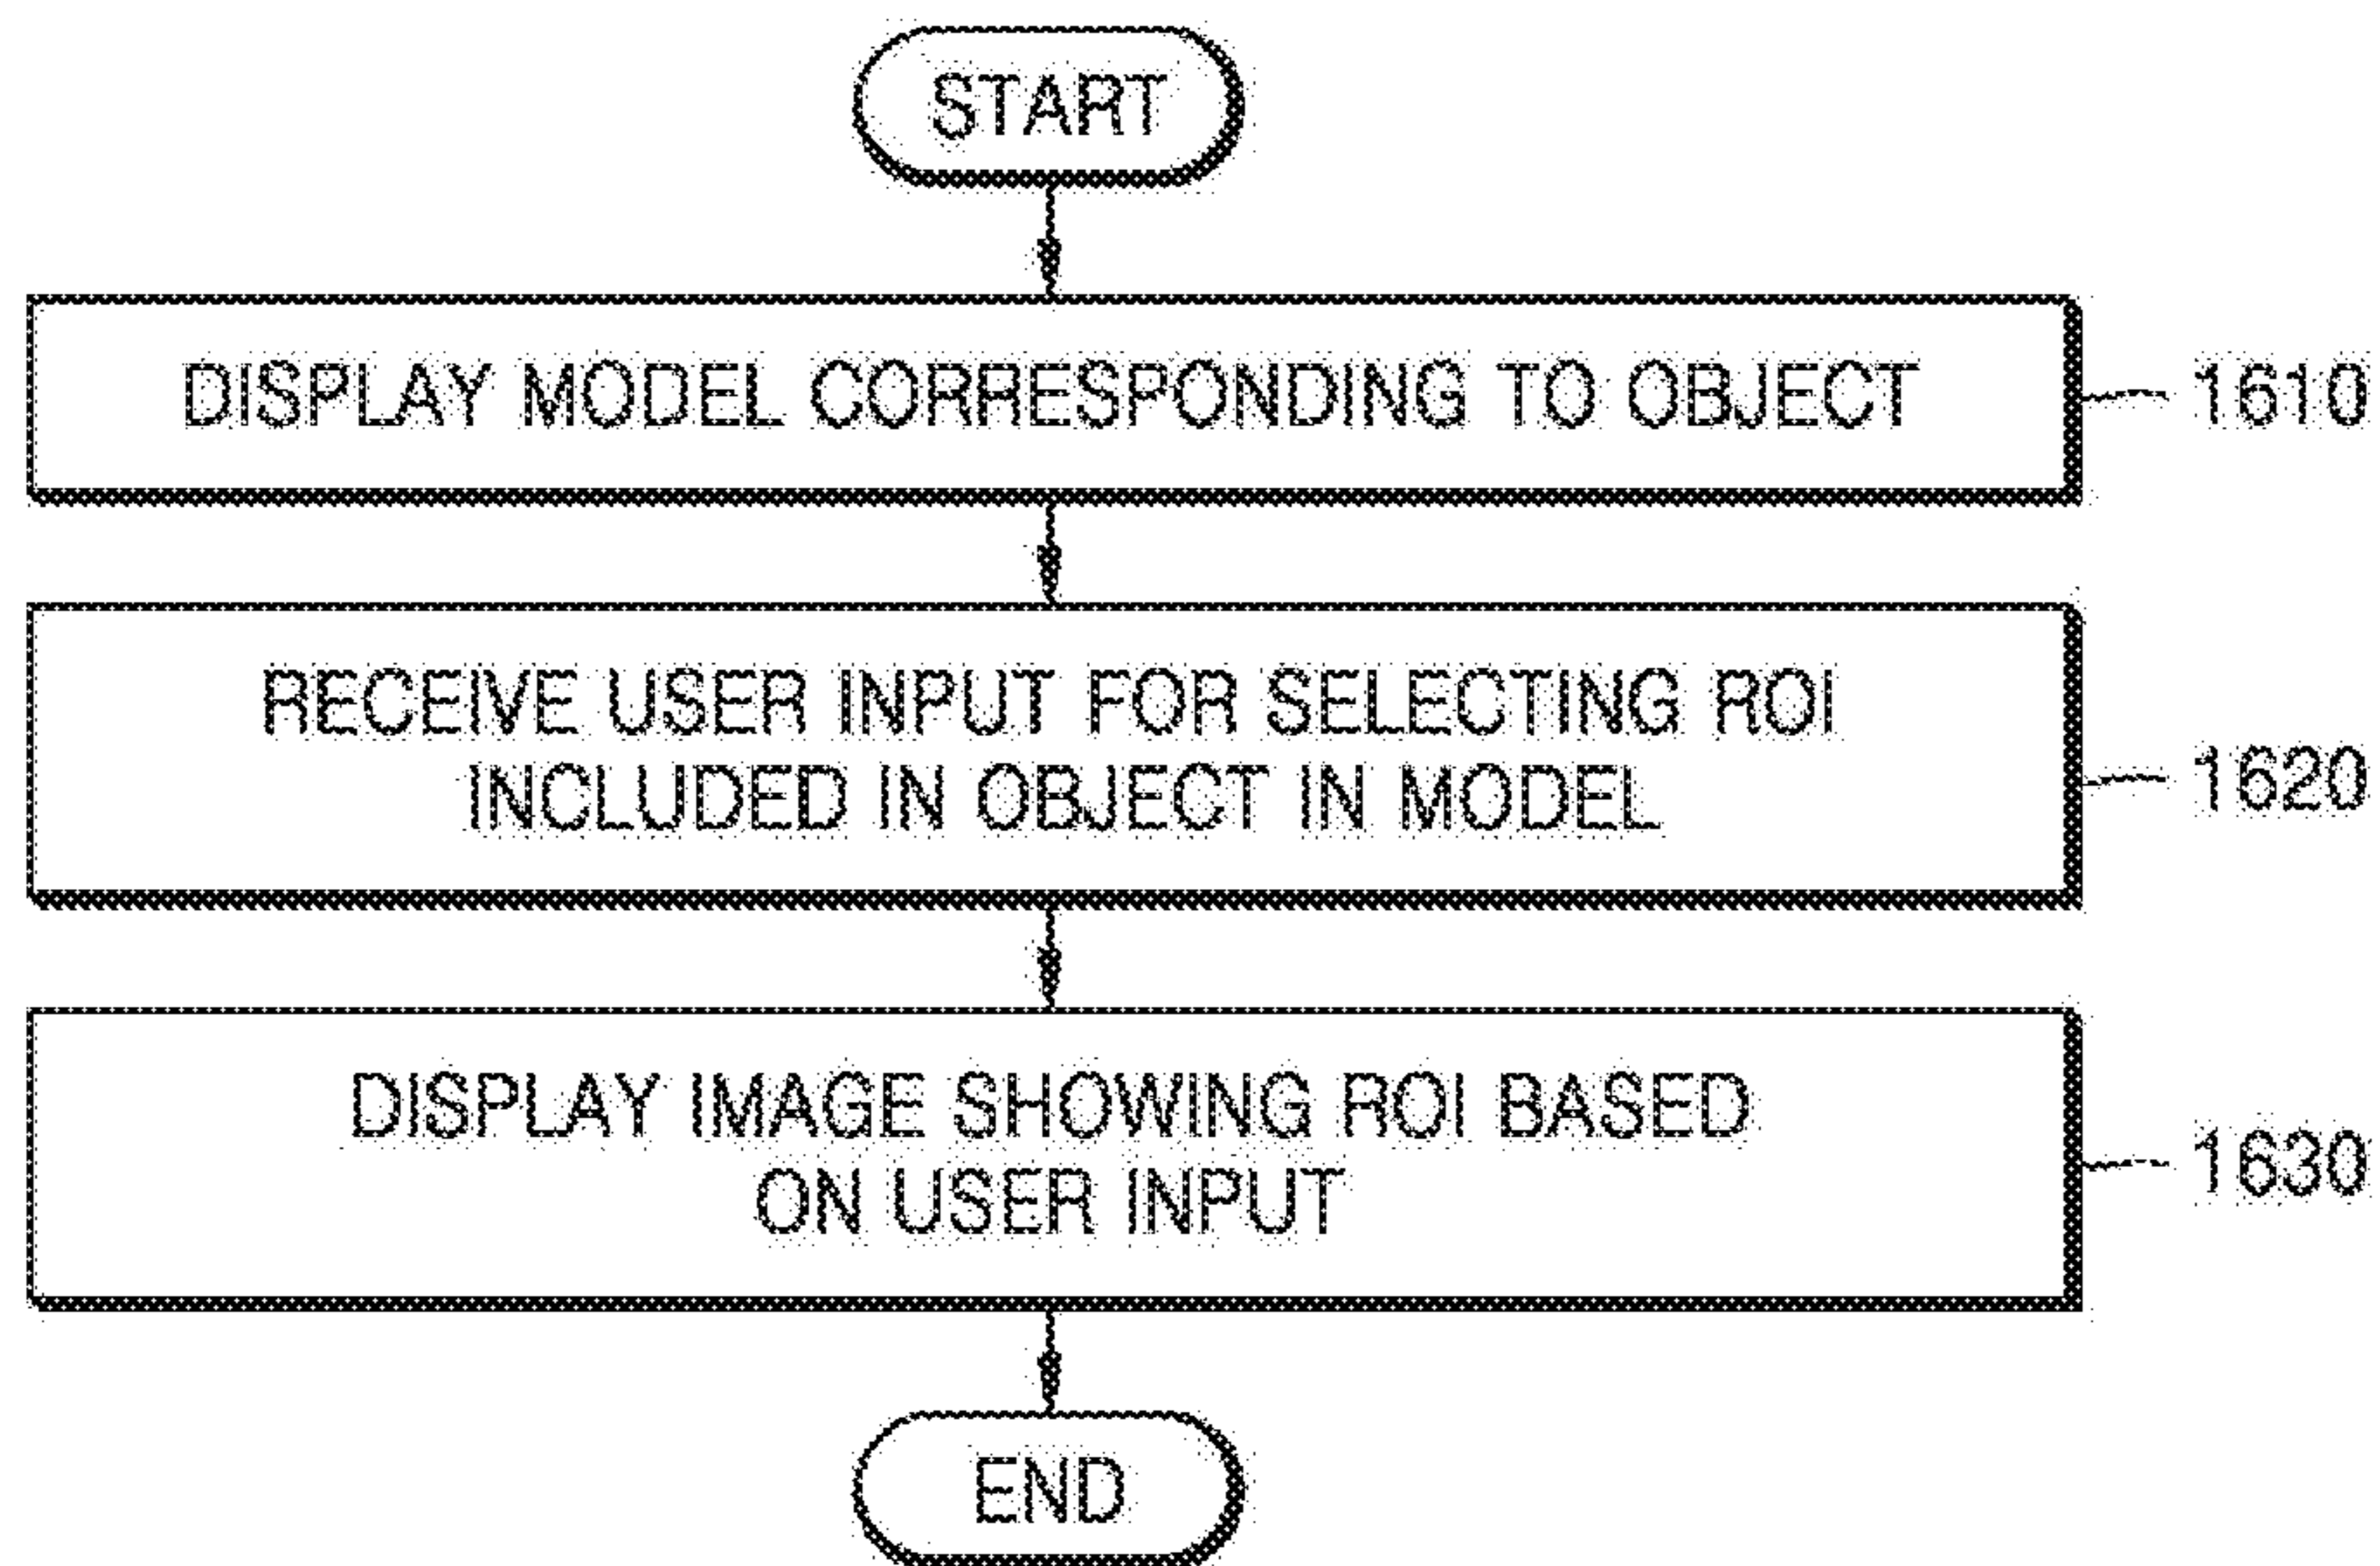 START
DISPLAY MODEL CORRESPONDING TO OBJECT
1610
RECEIVE USER INPUT FOR SELECTING ROI
INCLUDED IN OBJECT IN MODEL
1620
DISPLAY IMAGE SHOWING ROI BASED
ON USER INPUT
1630
END